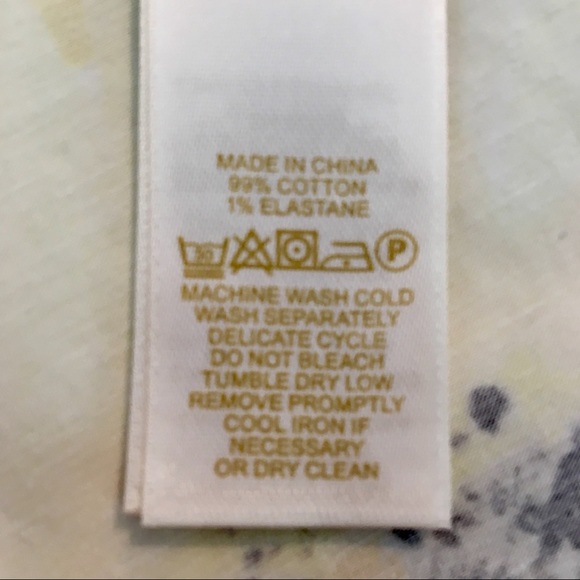 MADE IN CHINA
99% COTTON
1% ELASTANE
30 P
MACHINE WASH COLD
WASH SEPARATELY
DELICATE CYCLE
DO NOT BLEACH
TUMBLE DRY LOW
REMOVE PROMPTLY
COOL IRON IF
NECESSARY
OR DRY CLEAN